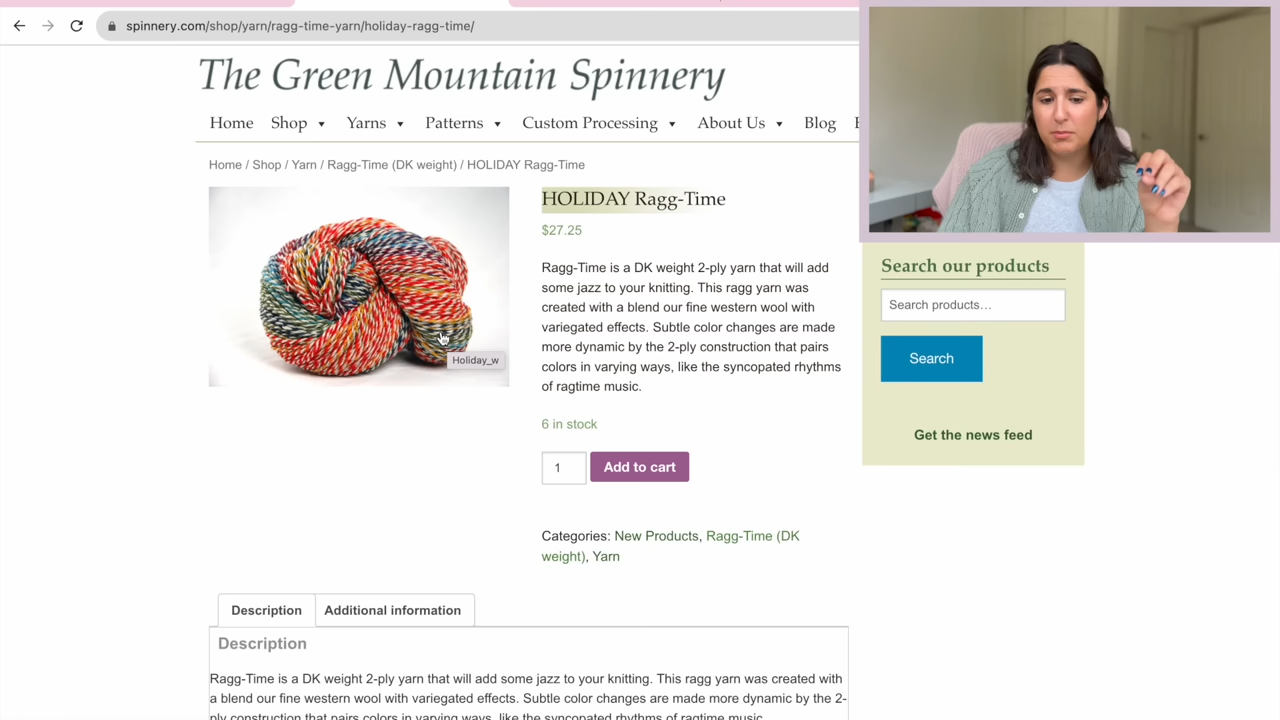 spinnery.com/shop/yarn/ragg-time-yarn/holiday-ragg-time/
The Green Mountain Spinnery
Home Shop Yarns Patterns Custom Processing About Us Blog
Home / Shop / Yarn / Ragg-Time (DK weight) / HOLIDAY Ragg-Time
HOLIDAY Ragg-Time
$27.25
Ragg-Time is a DK weight 2-ply yarn that will add
some jazz to your knitting. This ragg yarn was
created with a blend our fine western wool with
variegated effects. Subtle color changes are made
more dynamic by the 2-ply construction that pairs
colors in varying ways, like the syncopated rhythms
of ragtime music.
Holiday_w
6 in stock
1
Add to cart
Categories: New Products, Ragg-Time (DK
weight), Yarn
Search our products
Search products…
Search
Get the news feed
Description Additional information
Description
Ragg-Time is a DK weight 2-ply yarn that will add some jazz to your knitting. This ragg yarn was created with
a blend our fine western wool with variegated effects. Subtle color changes are made more dynamic by the 2-
ply construction that pairs colors in varying ways, like the syncopated rhythms of ragtime music.